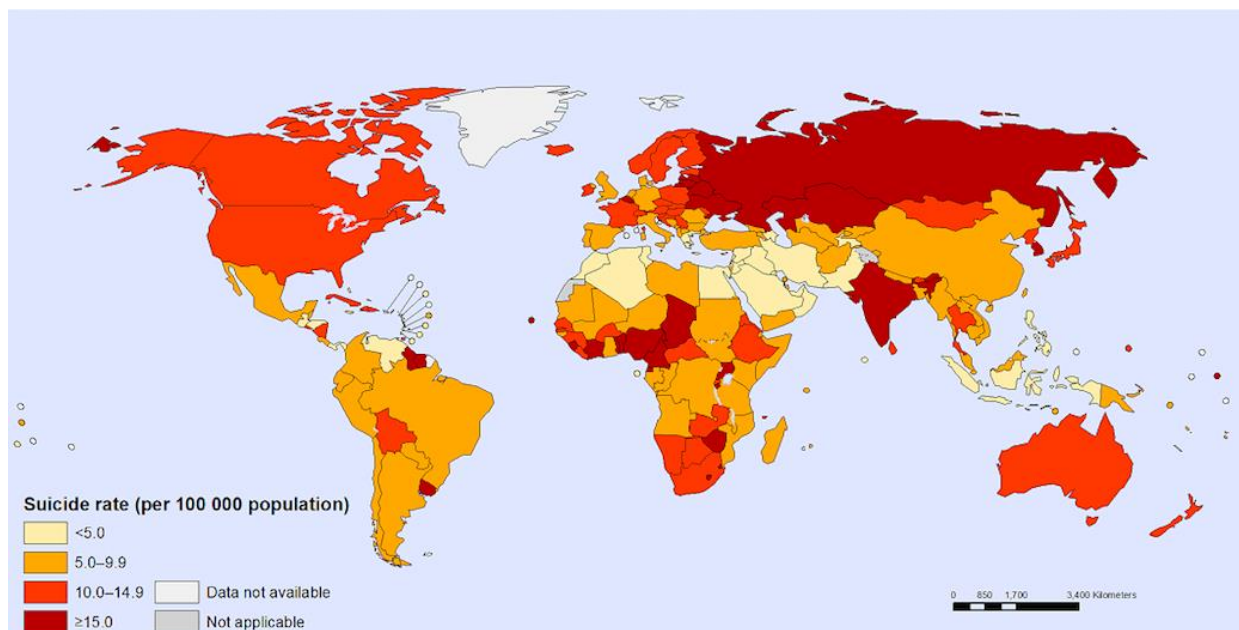 Suicide rate (per 100 000 population)
<5.0
5.0–9.9
10.0–14.9
≥15.0
Data not available
Not applicable
0 850 1,700 3,400 Kilometers